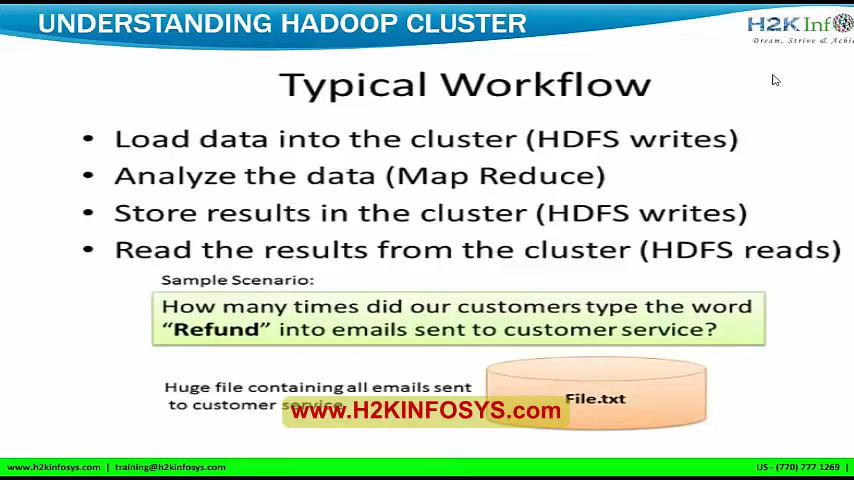 UNDERSTANDING HADOOP CLUSTER
H2K Inf
Dream, Strive & Achi
Typical Workflow
• Load data into the cluster (HDFS writes)
• Analyze the data (Map Reduce)
• Store results in the cluster (HDFS writes)
• Read the results from the cluster (HDFS reads)
Sample Scenario:
How many times did our customers type the word
“Refund” into emails sent to customer service?
Huge file containing all emails sent
to customer service
File.txt
www.H2KINFOSYS.com
www.h2kinfosys.com | training@h2kinfosys.com
US - (770) 777 1269 |